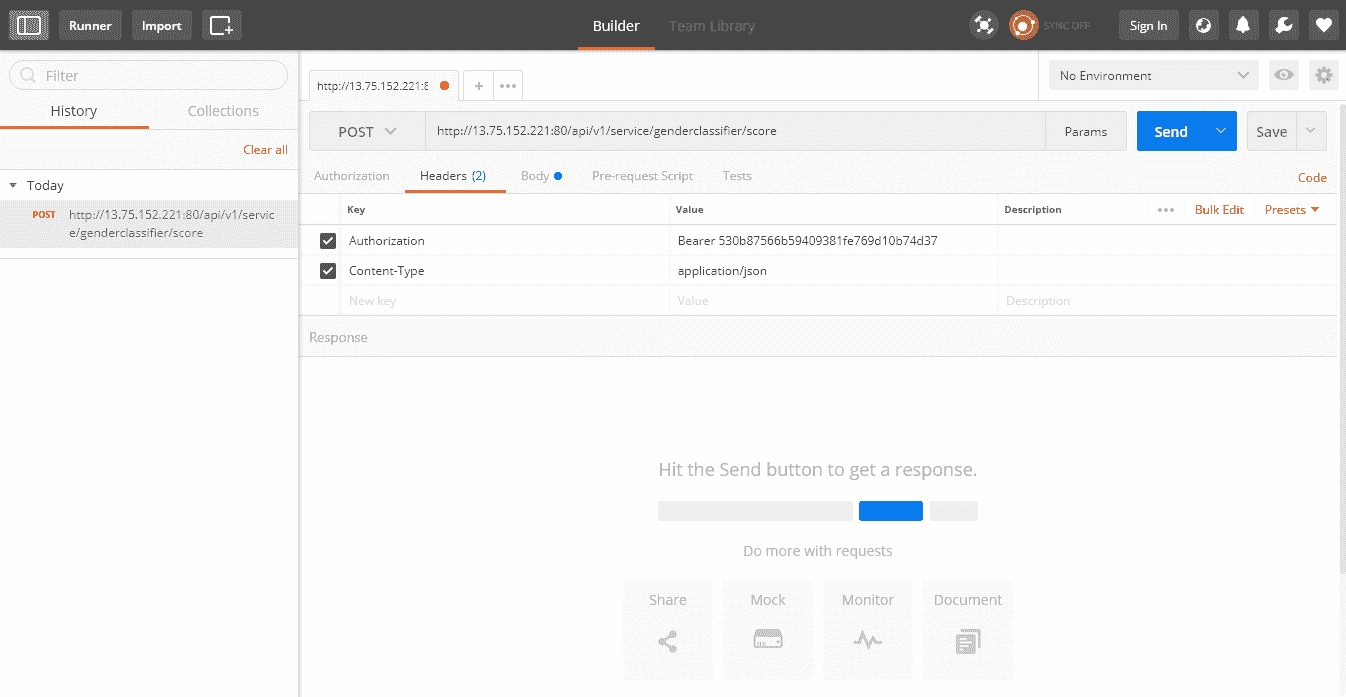 Runner
Import
Builder
Team Library
SYNC OFF
Sign In
Filter
History
Collections
Clear all
Today
POST
http://13.75.152.221:80/api/v1/servic
e/genderclassifier/score
http://13.75.152.221:8
No Environment
POST
http://13.75.152.221:80/api/v1/service/genderclassifier/score
Params
Send
Save
Authorization
Headers (2)
Body
Pre-request Script
Tests
Code
Key
Value
Description
Bulk Edit
Presets
Authorization
Bearer 530b87566b59409381fe769d10b74d37
Content-Type
application/json
New key
Value
Description
Response
Hit the Send button to get a response.
Do more with requests
Share
Mock
Monitor
Document